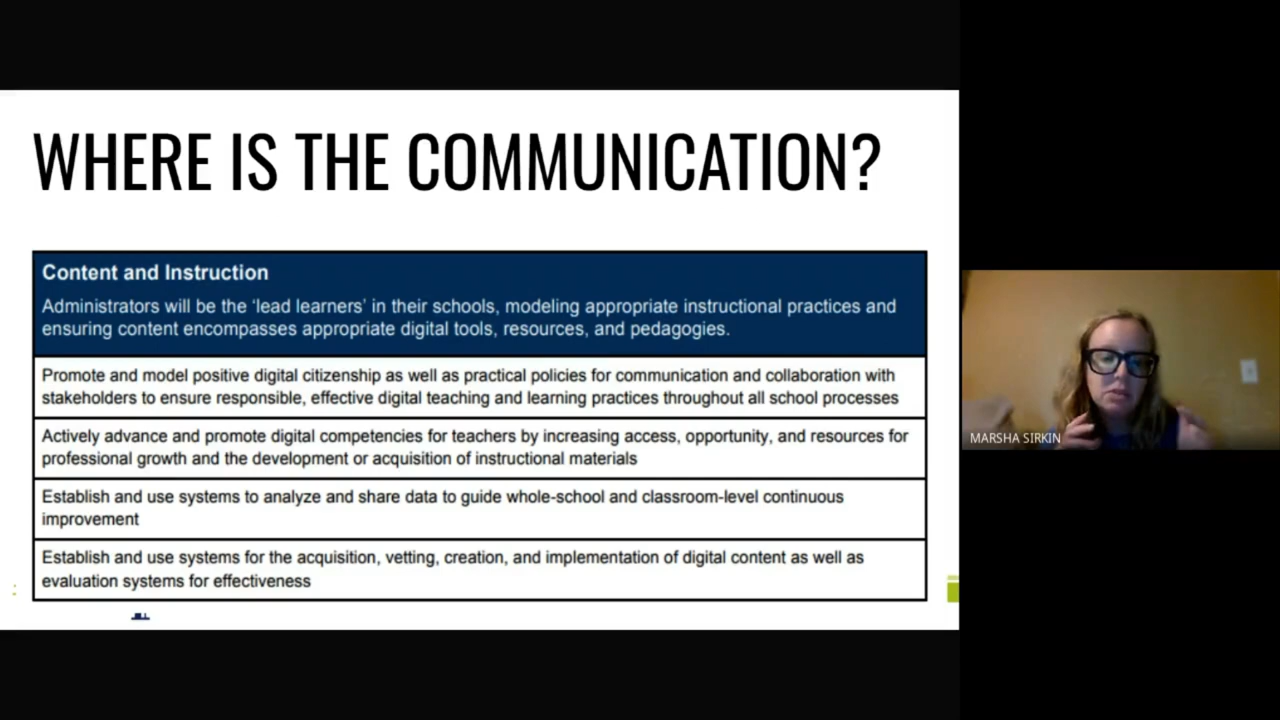 WHERE IS THE COMMUNICATION?
Content and Instruction
Administrators will be the ‘lead learners’ in their schools, modeling appropriate instructional practices and
ensuring content encompasses appropriate digital tools, resources, and pedagogies.
Promote and model positive digital citizenship as well as practical policies for communication and collaboration with
stakeholders to ensure responsible, effective digital teaching and learning practices throughout all school processes
Actively advance and promote digital competencies for teachers by increasing access, opportunity, and resources for
professional growth and the development or acquisition of instructional materials
Establish and use systems to analyze and share data to guide whole-school and classroom-level continuous
improvement
Establish and use systems for the acquisition, vetting, creation, and implementation of digital content as well as
evaluation systems for effectiveness
MARSHA SIRKIN